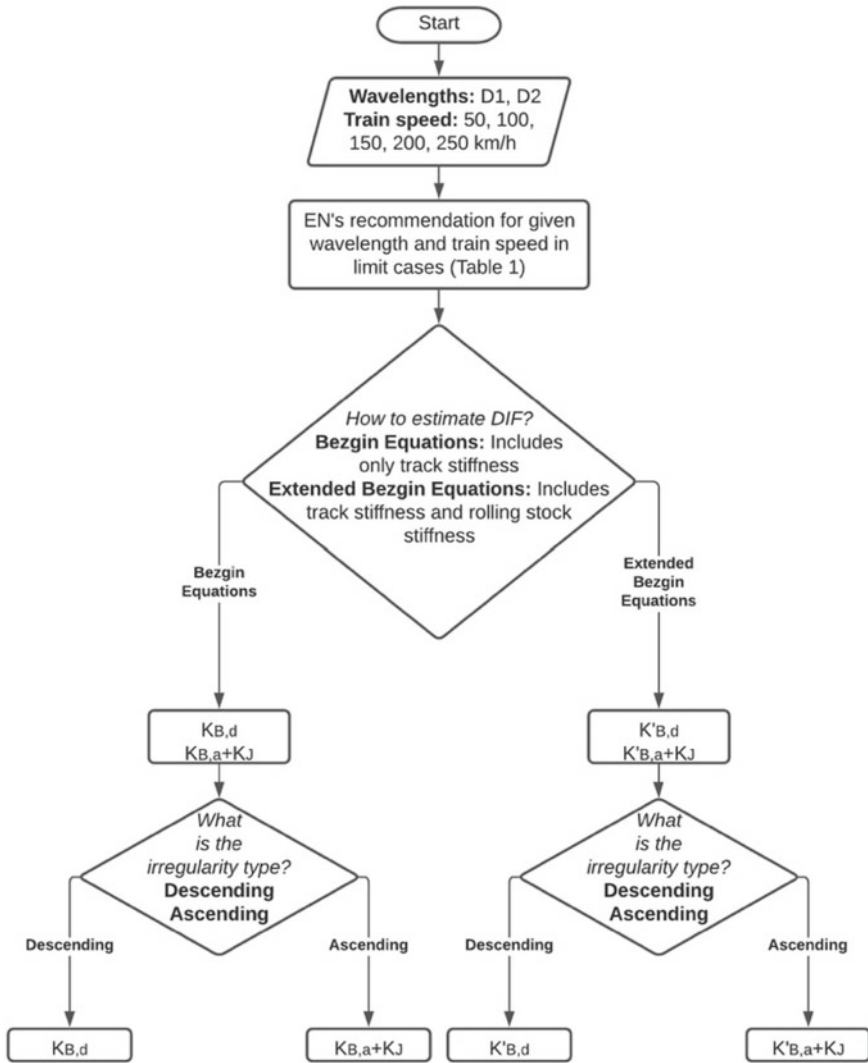 Start
Wavelengths: D1, D2
Train speed: 50, 100,
150, 200, 250 km/h
EN's recommendation for given
wavelength and train speed in
limit cases (Table 1)
How to estimate DIF?
Bezgin Equations: Includes
only track stiffness
Extended Bezgin Equations: Includes
track stiffness and rolling stock
stiffness
Bezgin
Equations
Extended
Bezgin
Equations
KB,d
KB,a+KJ
K'B,d
K'B,a+KJ
What
is the
irregularity type?
Descending
Ascending
What
is the
irregularity type?
Descending
Ascending
Descending
Ascending
Descending
Ascending
KB,d
KB,a+KJ
K'B,d
K'B,a+KJ